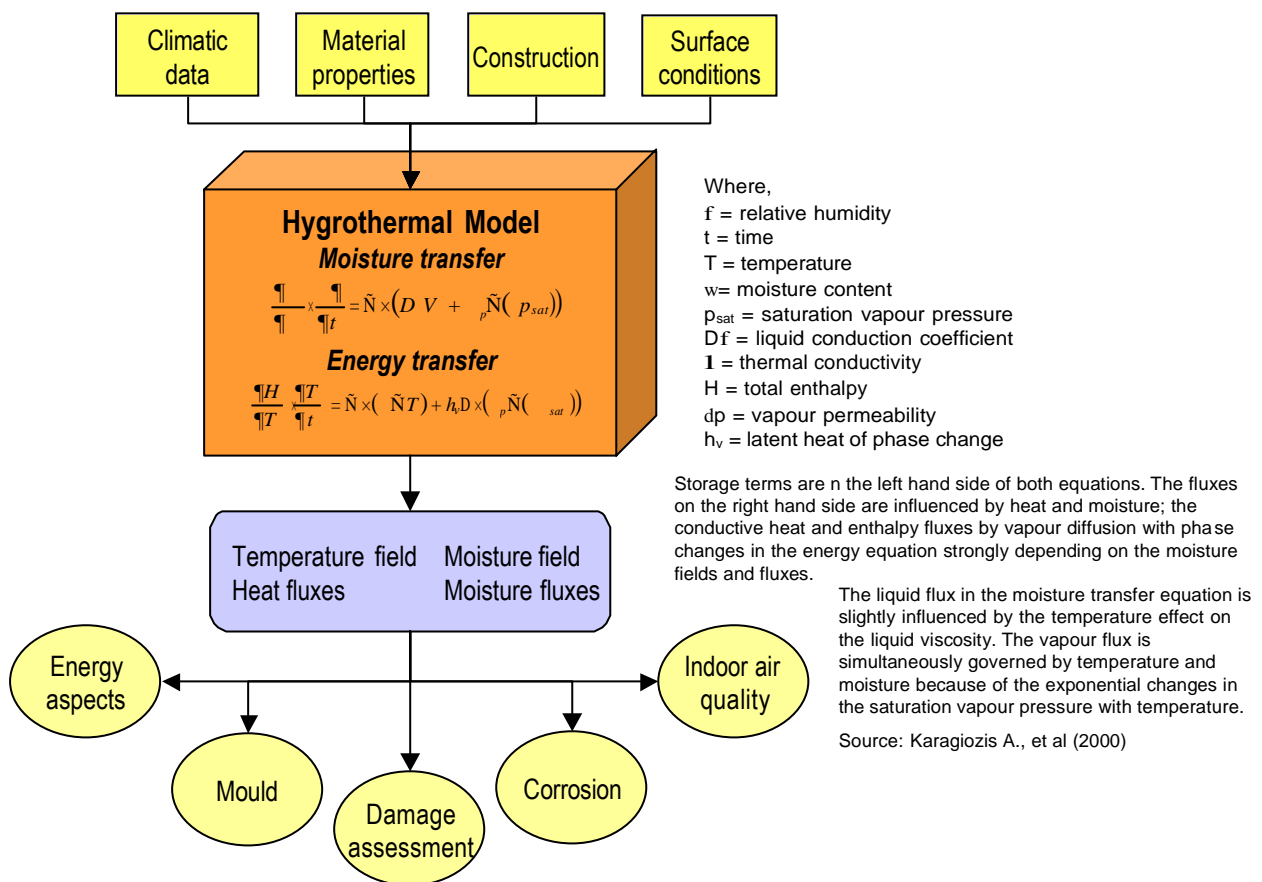 Climatic
data
Material
properties
Construction
Surface
conditions
Hygrothermal Model
Moisture transfer
¶/¶ × ¶/¶t = Ñ × (D V + pÑ( psat))
Energy transfer
¶H/¶T × ¶T/¶t = Ñ × ( ÑT) + hvD × ( pÑ( sat ))
Where,
f = relative humidity
t = time
T = temperature
w= moisture content
psat = saturation vapour pressure
Df = liquid conduction coefficient
l = thermal conductivity
H = total enthalpy
dp = vapour permeability
hv = latent heat of phase change
Storage terms are n the left hand side of both equations. The fluxes
on the right hand side are influenced by heat and moisture; the
conductive heat and enthalpy fluxes by vapour diffusion with phase
changes in the energy equation strongly depending on the moisture
fields and fluxes.
The liquid flux in the moisture transfer equation is
slightly influenced by the temperature effect on
the liquid viscosity. The vapour flux is
simultaneously governed by temperature and
moisture because of the exponential changes in
the saturation vapour pressure with temperature.
Source: Karagiozis A., et al (2000)
Temperature field Moisture field
Heat fluxes Moisture fluxes
Energy
aspects
Mould
Damage
assessment
Corrosion
Indoor air
quality